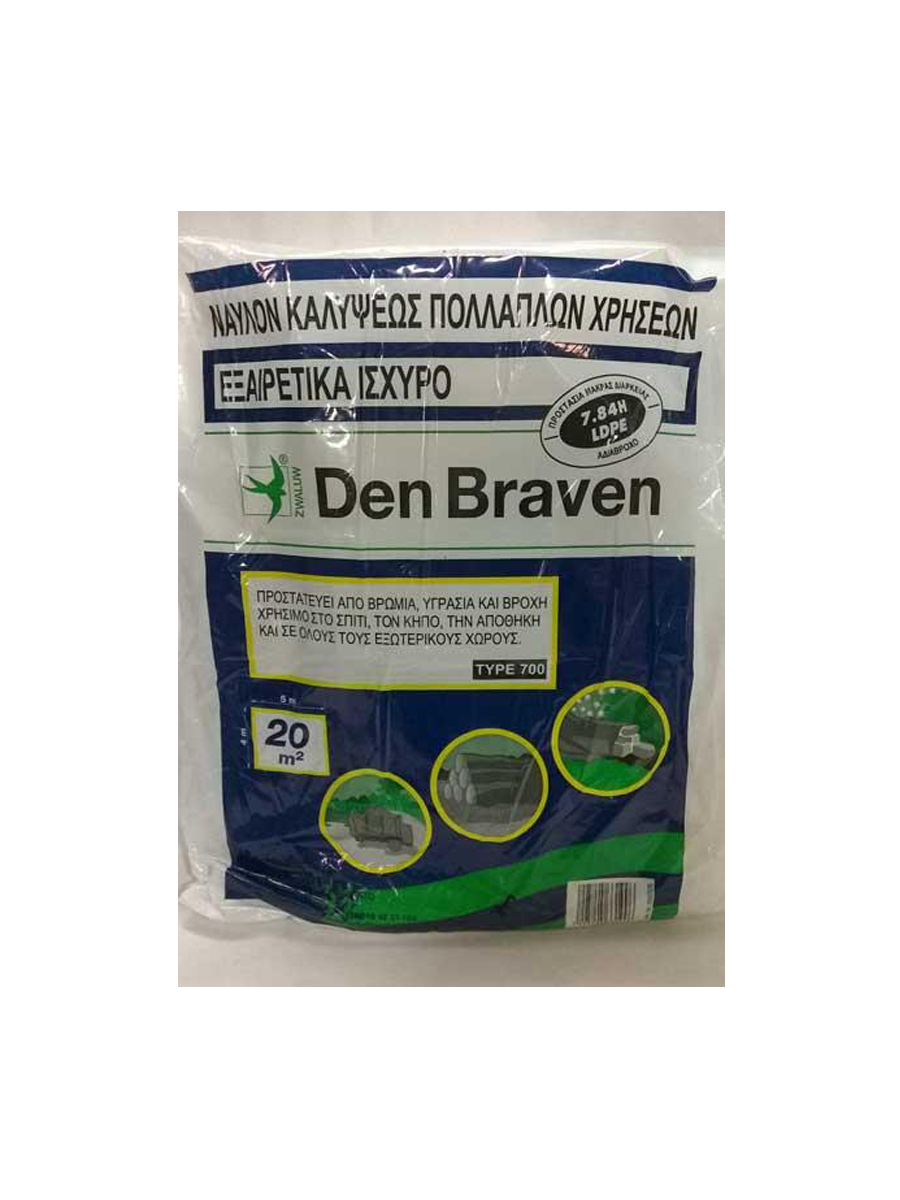 ΝΑΥΛΟΝ ΚΑΛΥΨΕΩΣ ΠΟΛΛΑΠΛΩΝ ΧΡΗΣΕΩΝ
ΕΞΑΙΡΕΤΙΚΑ ΙΣΧΥΡΟ
ΠΡΟΣΤΑΣΙΑ ΜΑΚΡΑΣ ΔΙΑΡΚΕΙΑΣ
7.84H
LDPE
ΑΔΙΑΒΡΟΧΟ
ZWALUW ®
Den Braven
ΠΡΟΣΤΑΤΕΥΕΙ ΑΠΟ ΒΡΩΜΙΑ, ΥΓΡΑΣΙΑ ΚΑΙ ΒΡΟΧΗ
ΧΡΗΣΙΜΟ ΣΤΟ ΣΠΙΤΙ, ΤΟΝ ΚΗΠΟ, ΤΗΝ ΑΠΟΘΗΚΗ
ΚΑΙ ΣΕ ΟΛΟΥΣ ΤΟΥΣ ΕΞΩΤΕΡΙΚΟΥΣ ΧΩΡΟΥΣ.
TYPE 700
5 m
4 m
20
m²